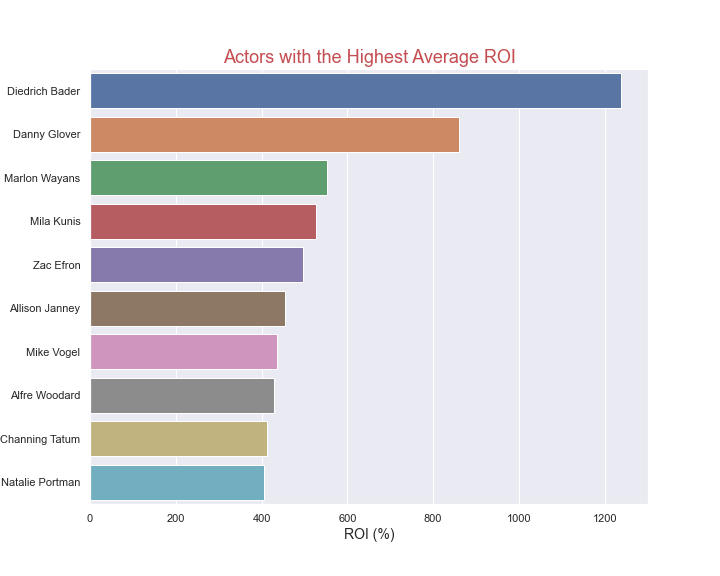 Actors with the Highest Average ROI
Diedrich Bader
Danny Glover
Marlon Wayans
Mila Kunis
Zac Efron
Allison Janney
Mike Vogel
Alfre Woodard
Channing Tatum
Natalie Portman
0 200 400 600 800 1000 1200
ROI (%)